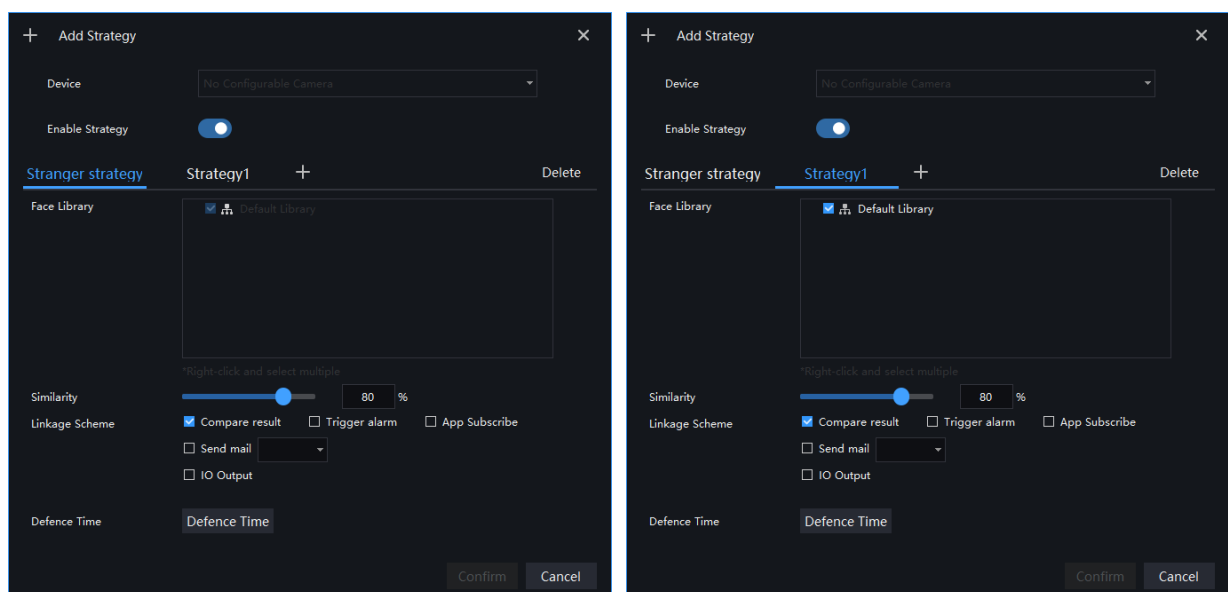 Add Strategy
Device No Configurable Camera
Enable Strategy
Stranger strategy Strategy1 Delete
Face Library Default Library
*Right-click and select multiple
Similarity 80 %
Linkage Scheme Compare result Trigger alarm App Subscribe
Send mail
IO Output
Defence Time Defence Time
Confirm Cancel
Add Strategy
Device No Configurable Camera
Enable Strategy
Stranger strategy Strategy1 Delete
Face Library Default Library
*Right-click and select multiple
Similarity 80 %
Linkage Scheme Compare result Trigger alarm App Subscribe
Send mail
IO Output
Defence Time Defence Time
Confirm Cancel